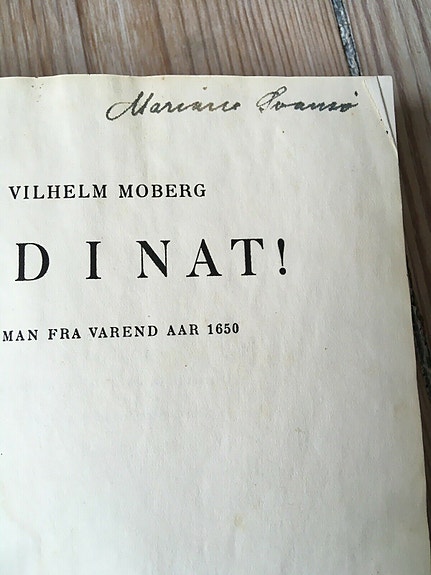 VILHELM MOBERG
D I NAT!
MAN FRA VAREND AAR 1650